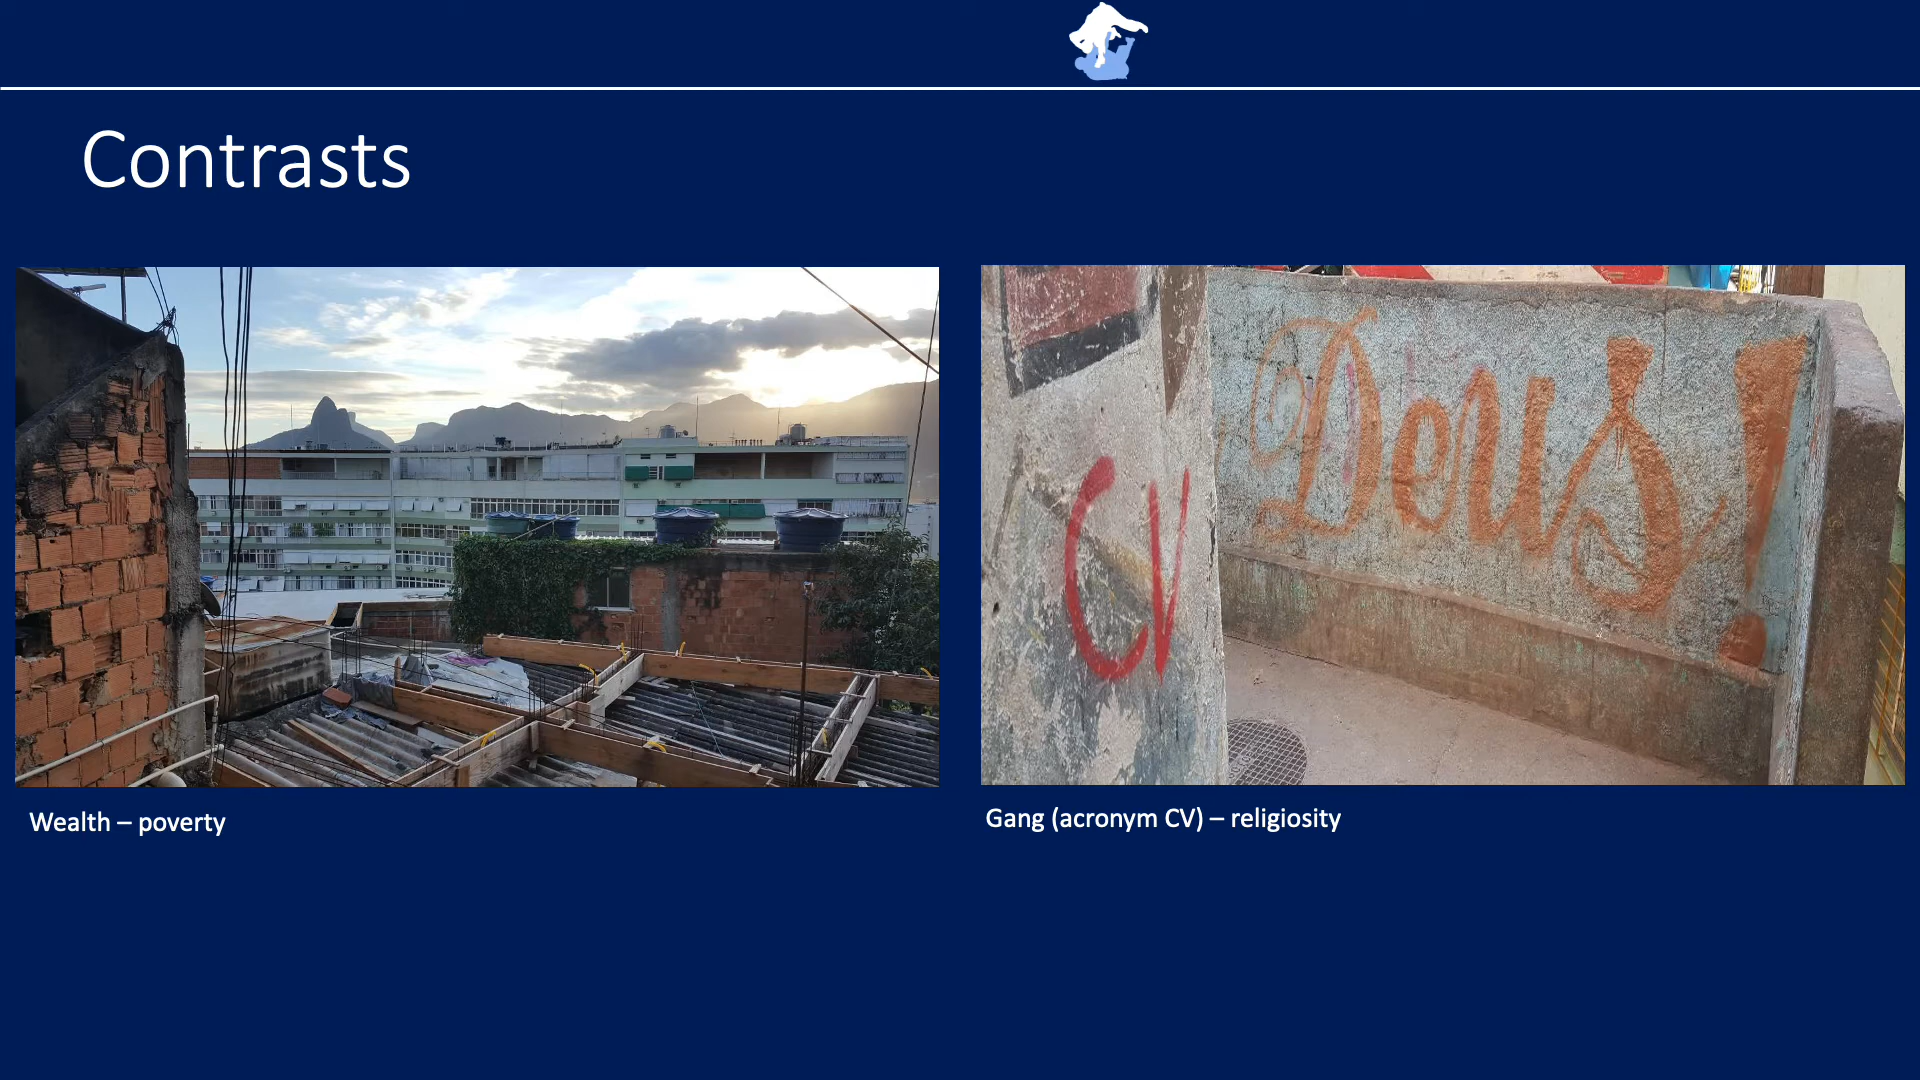 Contrasts
CV
Deus!
Wealth – poverty
Gang (acronym CV) – religiosity